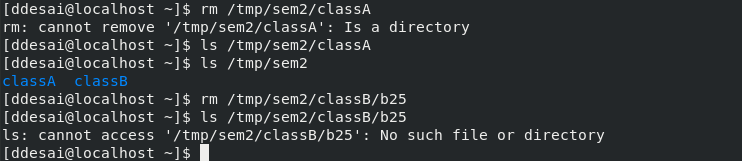 [ddesai@localhost ~]$ rm /tmp/sem2/classA
rm: cannot remove '/tmp/sem2/classA': Is a directory
[ddesai@localhost ~]$ ls /tmp/sem2/classA
[ddesai@localhost ~]$ ls /tmp/sem2
classA  classB
[ddesai@localhost ~]$ rm /tmp/sem2/classB/b25
[ddesai@localhost ~]$ ls /tmp/sem2/classB/b25
ls: cannot access '/tmp/sem2/classB/b25': No such file or directory
[ddesai@localhost ~]$